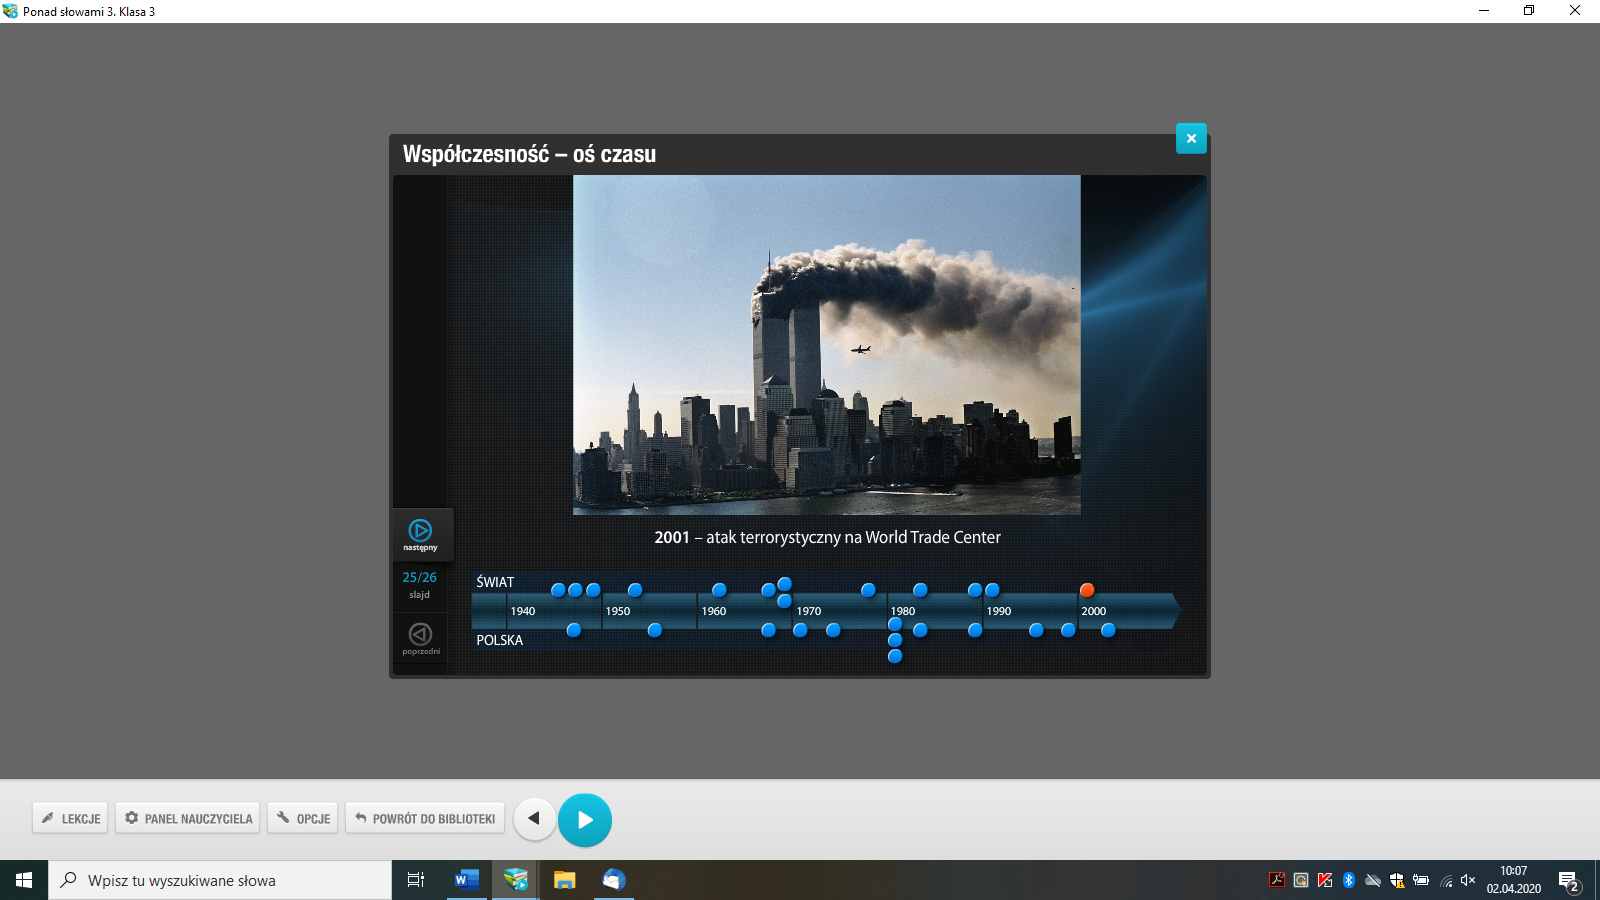 Ponad słowami 3. Klasa 3
Współczesność – oś czasu
następny
25/26
slajd
poprzedni
2001 – atak terrorystyczny na World Trade Center
ŚWIAT
1940 1950 1960 1970 1980 1990 2000
POLSKA
LEKCJE PANEL NAUCZYCIELA OPCJE POWRÓT DO BIBLIOTEKI
Wpisz tu wyszukiwane słowa
10:07
02.04.2020
2